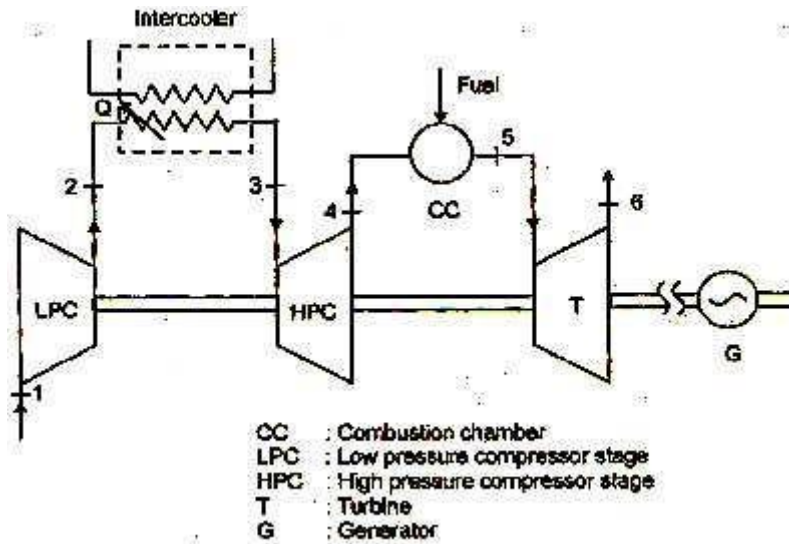 Intercooler
Q
Fuel
2
3
4
5
6
CC
LPC
HPC
T
G
1
CC : Combustion chamber
LPC : Low pressure compressor stage
HPC : High pressure compressor stage
T : Turbine
G : Generator